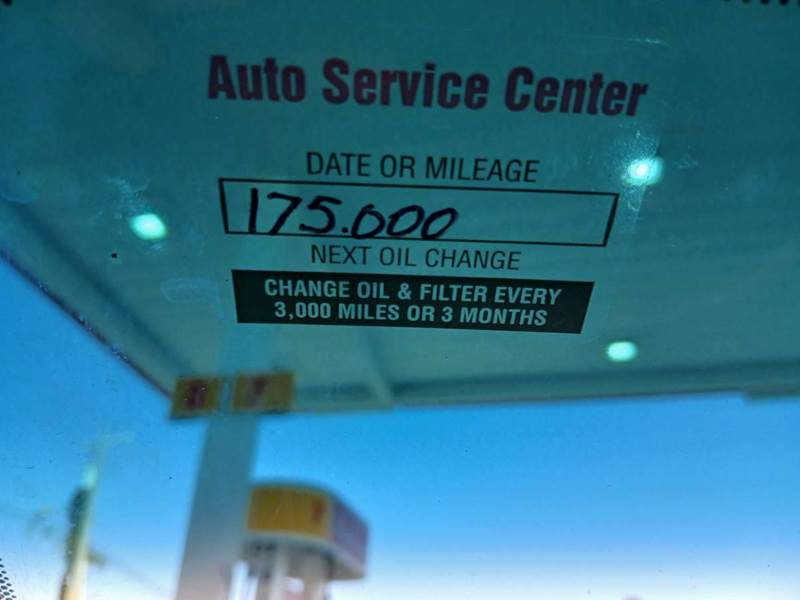 Auto Service Center
DATE OR MILEAGE
175.000
NEXT OIL CHANGE
CHANGE OIL & FILTER EVERY
3,000 MILES OR 3 MONTHS